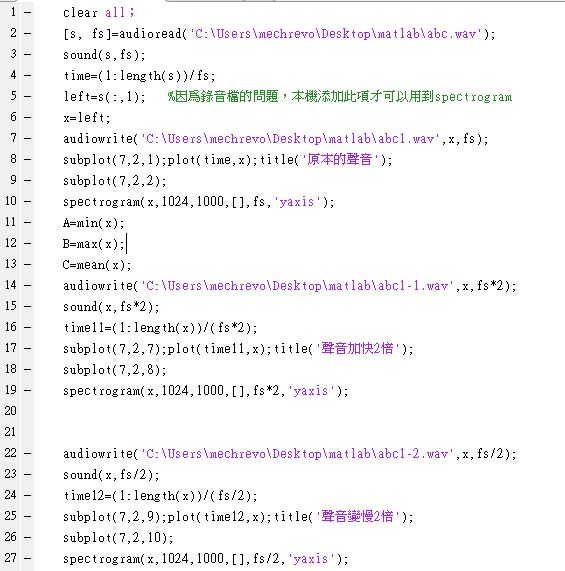 1 — clear all；
2 — [s, fs]=audioread('C:\Users\mechrevo\Desktop\matlab\abc.wav');
3 — sound(s,fs);
4 — time=(1:length(s))/fs;
5 — left=s(:,1); %因為錄音檔的問題，本機添加此項才可以用到spectrogram
6 — x=left;
7 — audiowrite('C:\Users\mechrevo\Desktop\matlab\abc1.wav',x,fs);
8 — subplot(7,2,1);plot(time,x);title('原本的聲音');
9 — subplot(7,2,2);
10 — spectrogram(x,1024,1000,[],fs,'yaxis');
11 — A=min(x);
12 — B=max(x);
13 — C=mean(x);
14 — audiowrite('C:\Users\mechrevo\Desktop\matlab\abc1-1.wav',x,fs*2);
15 — sound(x,fs*2);
16 — time11=(1:length(x))/(fs*2);
17 — subplot(7,2,7);plot(time11,x);title('聲音加快2倍');
18 — subplot(7,2,8);
19 — spectrogram(x,1024,1000,[],fs*2,'yaxis');
20
21
22 — audiowrite('C:\Users\mechrevo\Desktop\matlab\abc1-2.wav',x,fs/2);
23 — sound(x,fs/2);
24 — time12=(1:length(x))/(fs/2);
25 — subplot(7,2,9);plot(time12,x);title('聲音變慢2倍');
26 — subplot(7,2,10);
27 — spectrogram(x,1024,1000,[],fs/2,'yaxis');